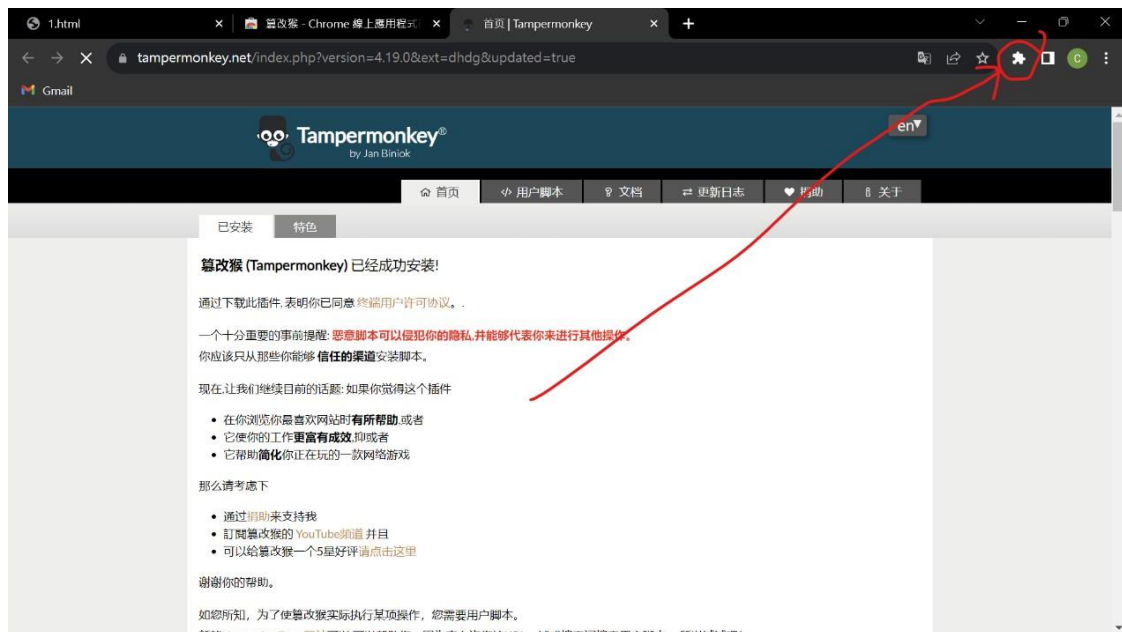 1.html
篡改猴 - Chrome 線上應用程式
首页 | Tampermonkey
tampermonkey.net/index.php?version=4.19.0&ext=dhdg&updated=true
C
Gmail
Tampermonkey®
by Jan Biniok
en▼
首页
用户脚本
文档
更新日志
捐助
关于
已安装
特色
篡改猴 (Tampermonkey) 已经成功安装!
通过下载此插件, 表明你已同意 终端用户许可协议。.
一个十分重要的事前提醒: 恶意脚本可以侵犯你的隐私,并能够代表你来进行其他操作。
你应该只从那些你能够 信任的渠道安装脚本。
现在,让我们继续目前的话题: 如果你觉得这个插件
• 在你浏览你最喜欢网站时有所帮助,或者
• 它使你的工作更富有成效,抑或者
• 它帮助简化你正在玩的一款网络游戏
那么请考虑下
• 通过捐助来支持我
• 訂閱篡改猴的 YouTube頻道 并且
• 可以给篡改猴一个5星好评请点击这里
谢谢你的帮助。
如您所知，为了使篡改猴实际执行某项操作，您需要用户脚本。